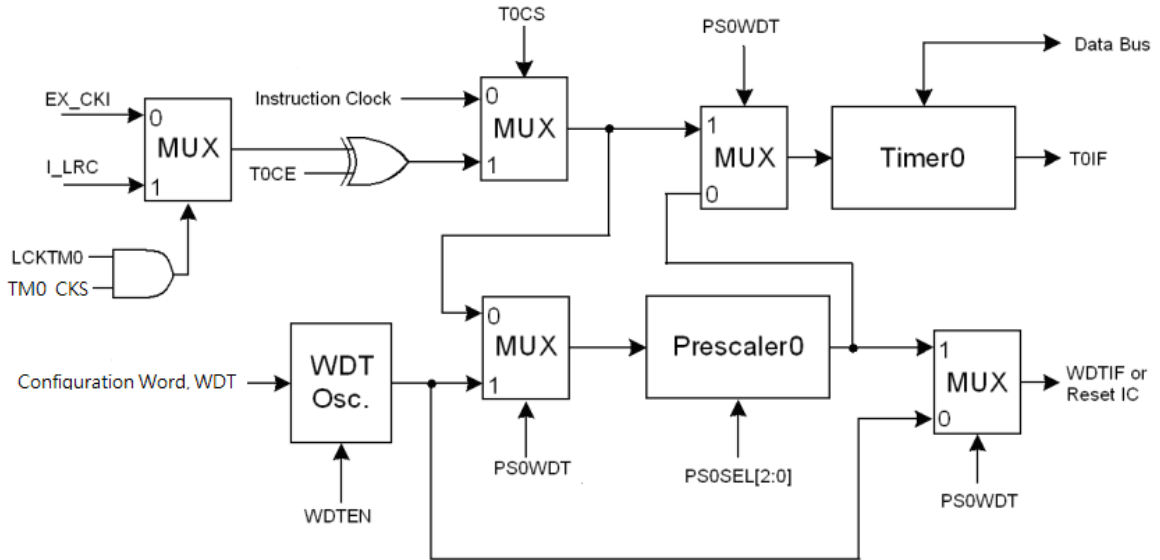 T0CS
PS0WDT
Data Bus
EX_CKI
0
MUX
I_LRC
1
Instruction Clock
0
MUX
1
T0CE
1
MUX
0
Timer0
T0IF
LCKTM0
TM0_CKS
0
MUX
1
Prescaler0
1
MUX
0
WDTIF or
Reset IC
Configuration Word, WDT
WDT
Osc.
PS0WDT
PS0SEL[2:0]
PS0WDT
WDTEN